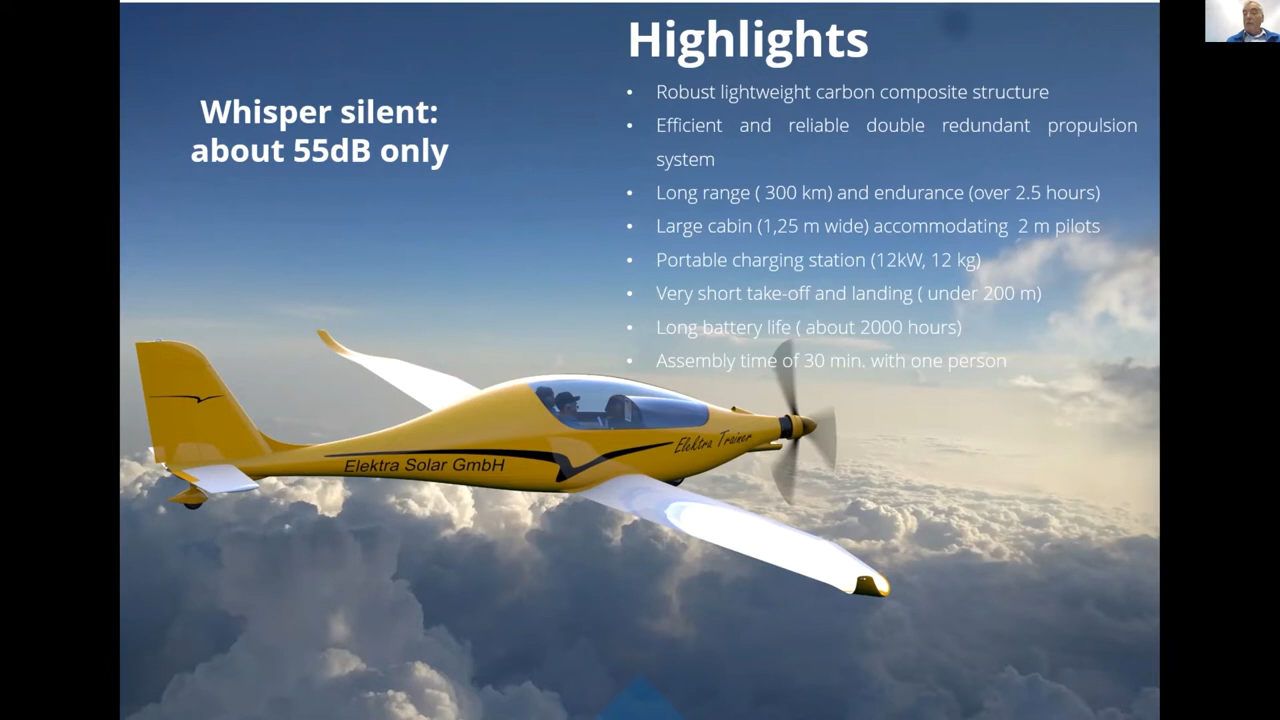 Highlights
Whisper silent:
about 55dB only
• Robust lightweight carbon composite structure
• Efficient and reliable double redundant propulsion
system
• Long range ( 300 km) and endurance (over 2.5 hours)
• Large cabin (1,25 m wide) accommodating 2 m pilots
• Portable charging station (12kW, 12 kg)
• Very short take-off and landing ( under 200 m)
• Long battery life ( about 2000 hours)
• Assembly time of 30 min. with one person
Elektra Trainer
Elektra Solar GmbH